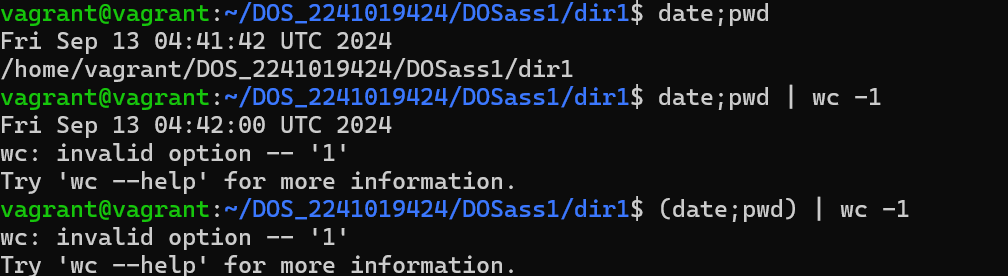 vagrant@vagrant:~/DOS_2241019424/DOSass1/dir1$ date;pwd
Fri Sep 13 04:41:42 UTC 2024
/home/vagrant/DOS_2241019424/DOSass1/dir1
vagrant@vagrant:~/DOS_2241019424/DOSass1/dir1$ date;pwd | wc -1
Fri Sep 13 04:42:00 UTC 2024
wc: invalid option -- '1'
Try 'wc --help' for more information.
vagrant@vagrant:~/DOS_2241019424/DOSass1/dir1$ (date;pwd) | wc -1
wc: invalid option -- '1'
Try 'wc --help' for more information.